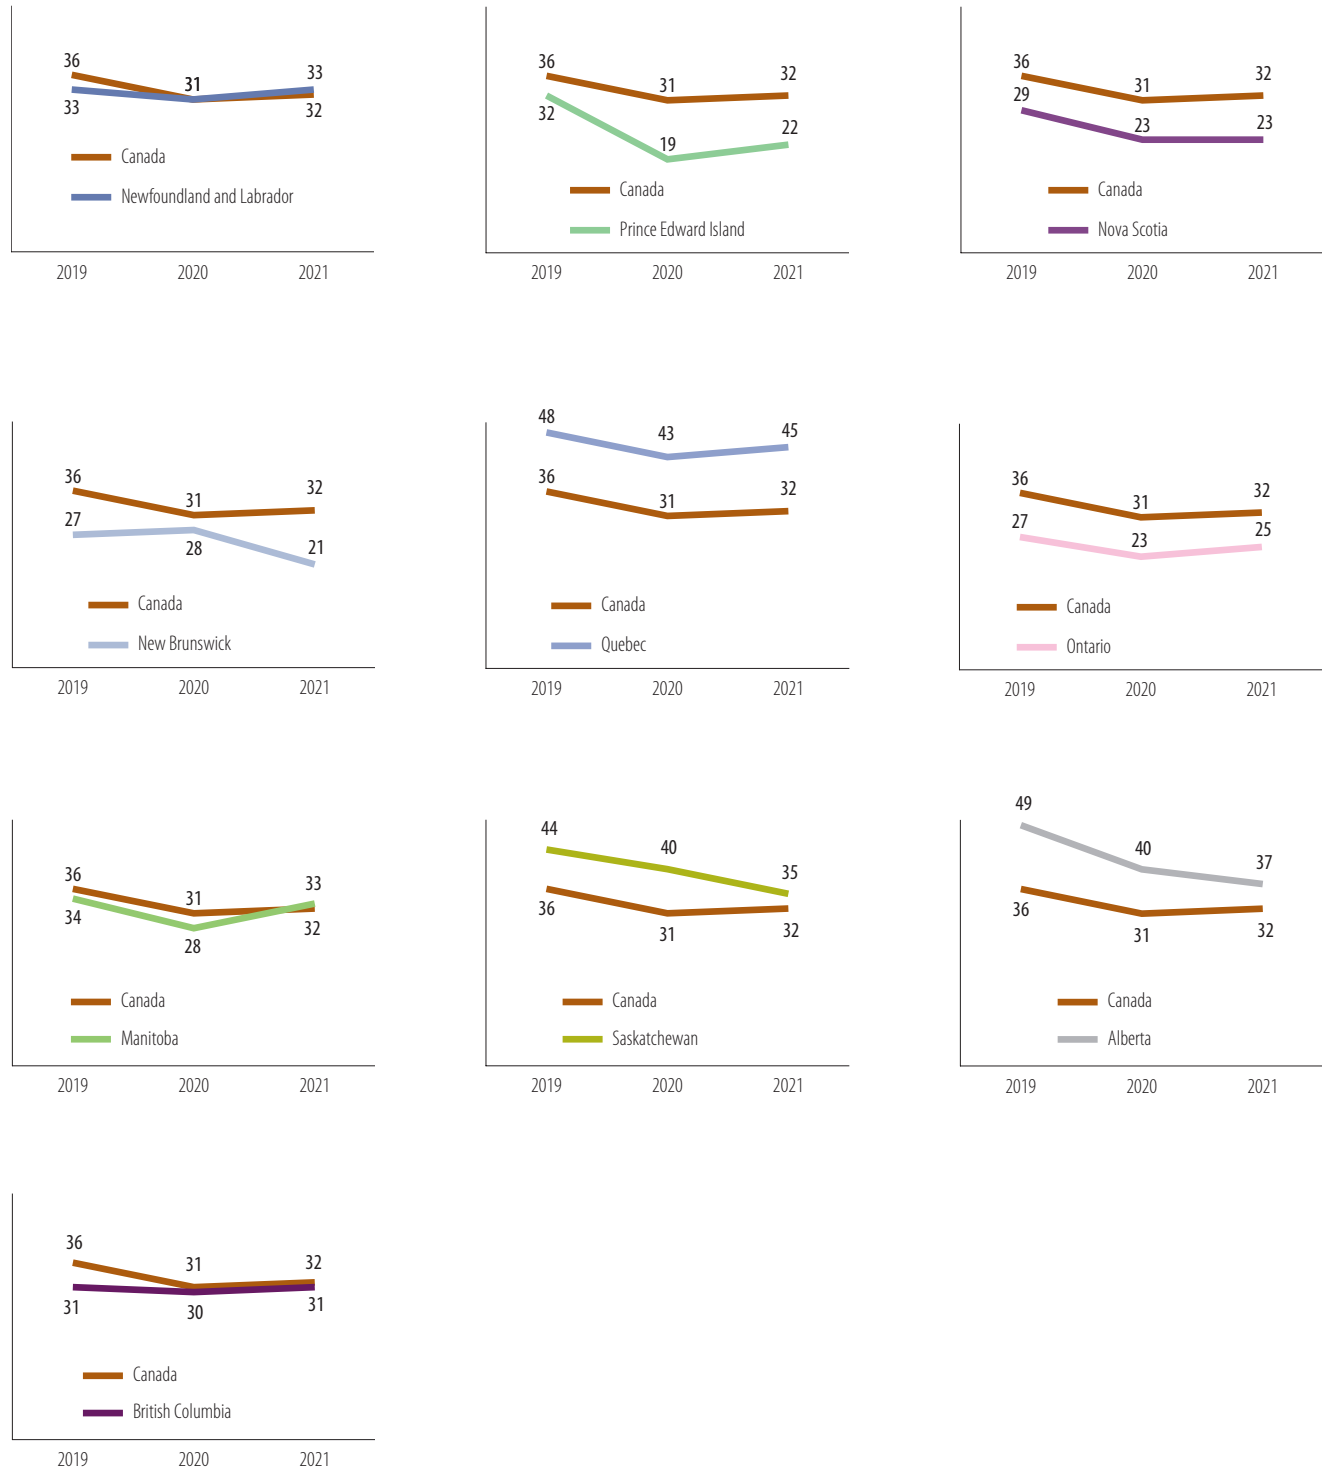 36
31
33
33
32
Canada
Newfoundland and Labrador
2019 2020 2021
36
31
32
32
19
22
Canada
Prince Edward Island
2019 2020 2021
36
31
32
29
23
23
Canada
Nova Scotia
2019 2020 2021
36
31
32
27
28
21
Canada
New Brunswick
2019 2020 2021
48
43
45
36
31
32
Canada
Quebec
2019 2020 2021
36
31
32
27
23
25
Canada
Ontario
2019 2020 2021
36
31
33
34
28
32
Canada
Manitoba
2019 2020 2021
44
40
35
36
31
32
Canada
Saskatchewan
2019 2020 2021
49
40
37
36
31
32
Canada
Alberta
2019 2020 2021
36
31
32
31
30
31
Canada
British Columbia
2019 2020 2021